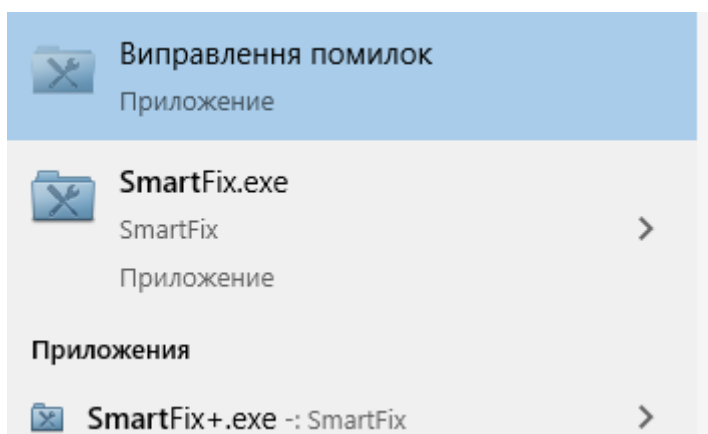 Виправлення помилок
Приложение
SmartFix.exe
SmartFix
Приложение
Приложения
SmartFix+.exe -: SmartFix